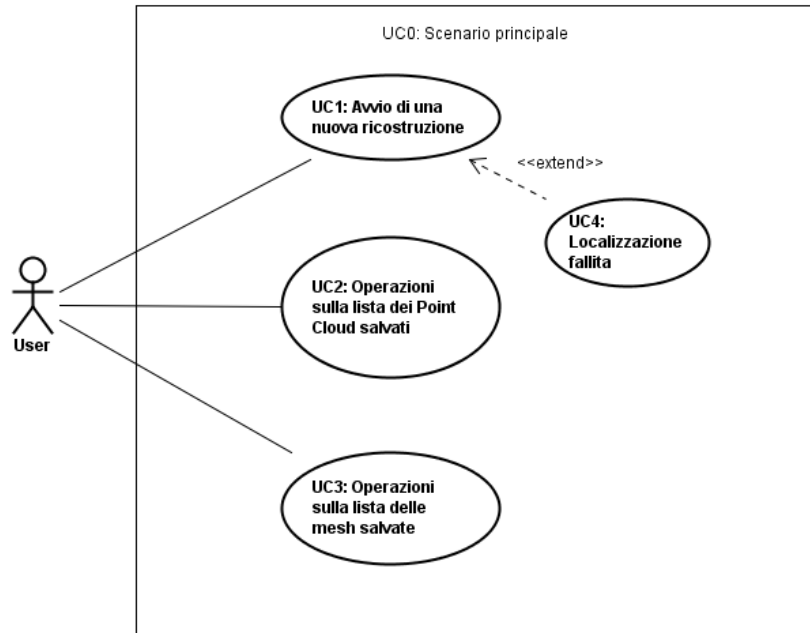 UC0: Scenario principale
UC1: Avvio di una
nuova ricostruzione
<<extend>>
UC4:
Localizzazione
fallita
UC2: Operazioni
sulla lista dei Point
Cloud salvati
User
UC3: Operazioni
sulla lista delle
mesh salvate